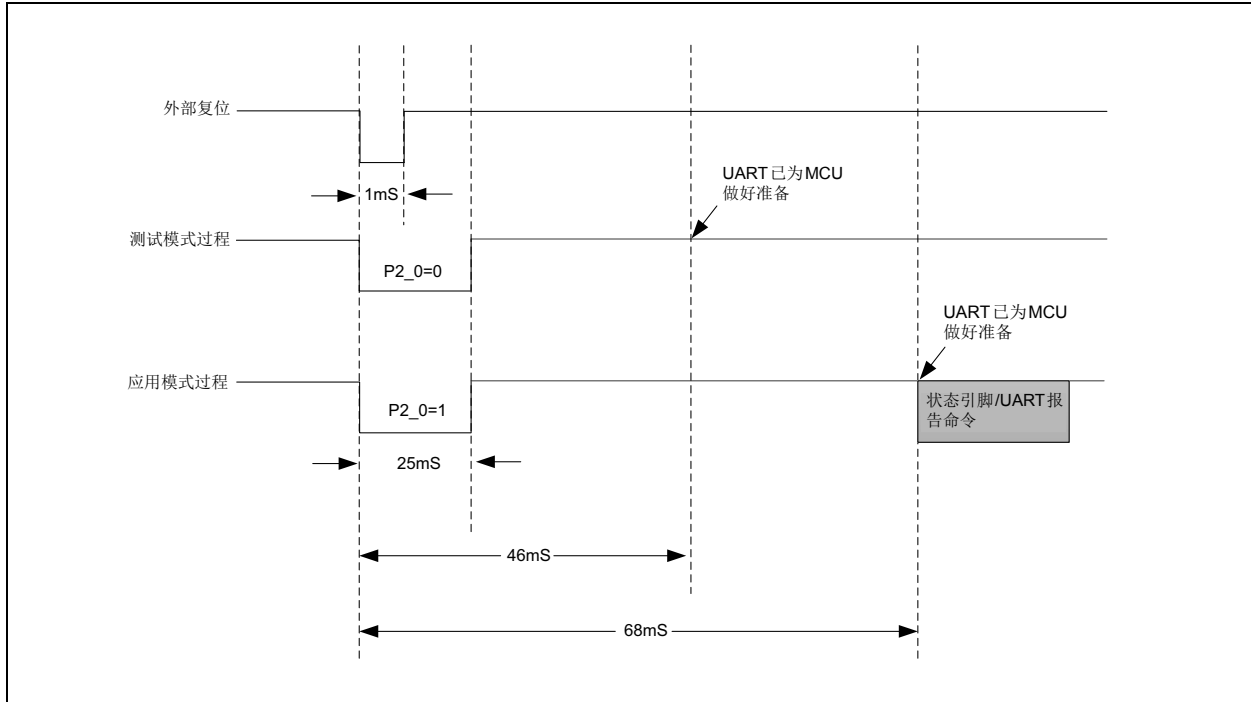 外部复位
1mS
UART已为MCU
做好准备
测试模式过程
P2_0=0
UART已为MCU
做好准备
应用模式过程
P2_0=1
状态引脚/UART报
告命令
25mS
46mS
68mS